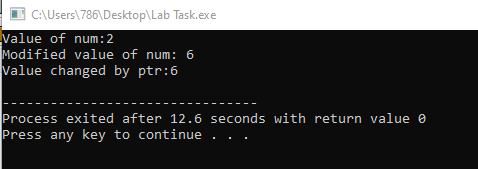 C:\Users\786\Desktop\Lab Task.exe
Value of num:2
Modified value of num: 6
Value changed by ptr:6
--------------------------------
Process exited after 12.6 seconds with return value 0
Press any key to continue . . .